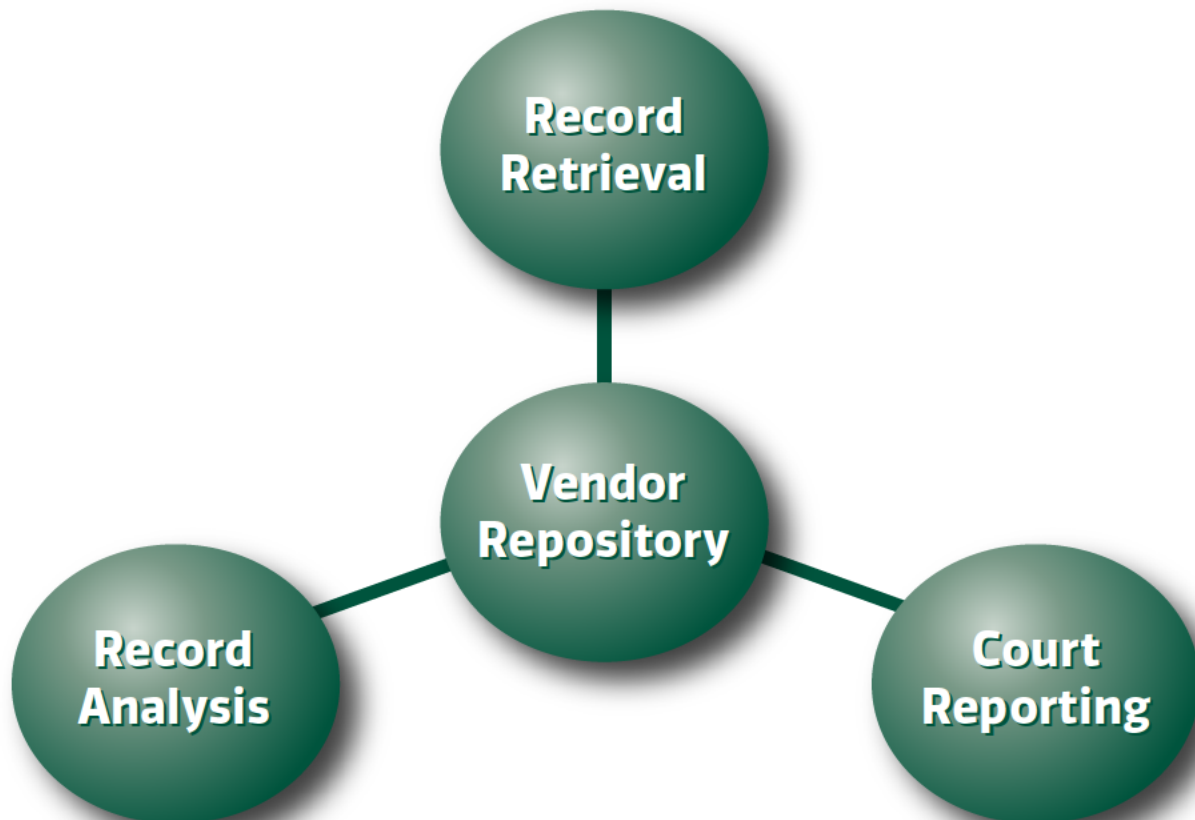 Record
Retrieval
Vendor
Repository
Record
Analysis
Court
Reporting